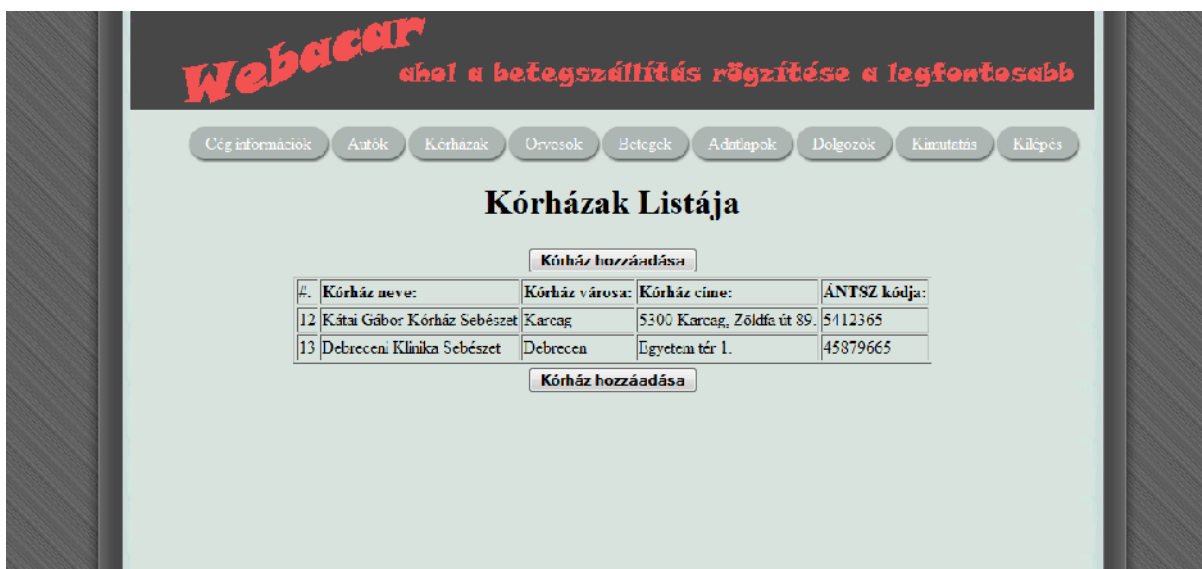 Webacar
ahol a betegszállítás rögzítése a legfontosabb
Cég információk Autók Kórházak Orvosok Betegek Adatlapok Dolgozók Kimutatás Kilépés
Kórházak Listája
Kórház hozzáadása
#. Kórház neve: Kórház városa: Kórház címe: ÁNTSZ kódja:
12 Kátai Gábor Kórház Sebészet Karcag 5300 Karcag, Zöldfa út 89. 5412365
13 Debreceni Klinika Sebészet Debrecen Egyetem tér 1. 45879665
Kórház hozzáadása